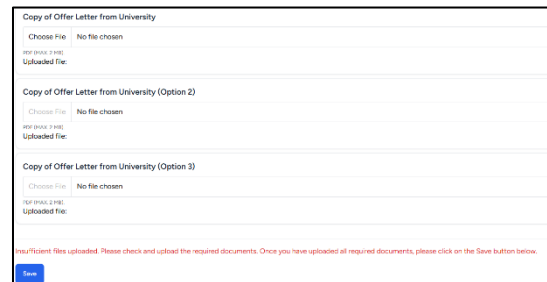 Copy of Offer Letter from University
Choose File No file chosen
PDF (MAX. 2 MB).
Uploaded file:
Copy of Offer Letter from University (Option 2)
Choose File No file chosen
PDF (MAX. 2 MB).
Uploaded file:
Copy of Offer Letter from University (Option 3)
Choose File No file chosen
PDF (MAX. 2 MB).
Uploaded file:
Insufficient files uploaded. Please check and upload the required documents. Once you have uploaded all required documents, please click on the Save button below.
Save